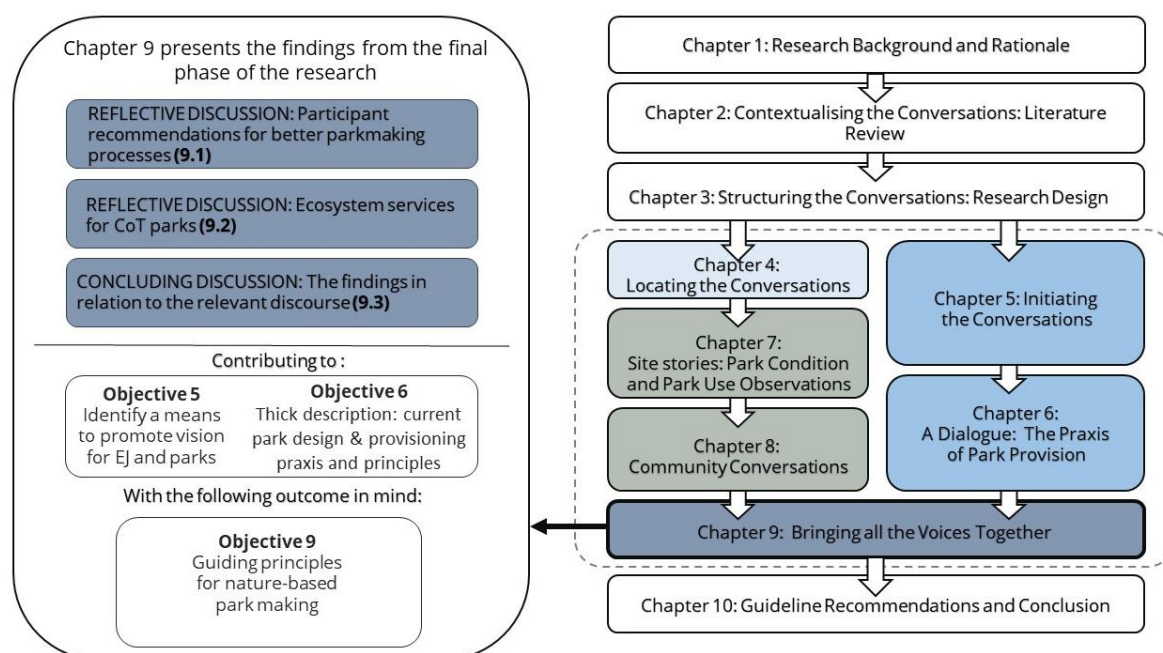 Chapter 9 presents the findings from the final
phase of the research
REFLECTIVE DISCUSSION: Participant
recommendations for better parkmaking
processes (9.1)
REFLECTIVE DISCUSSION: Ecosystem services
for CoT parks (9.2)
CONCLUDING DISCUSSION: The findings in
relation to the relevant discourse (9.3)
Contributing to :
Objective 5
Identify a means
to promote vision
for EJ and parks
Objective 6
Thick description: current
park design & provisioning
praxis and principles
With the following outcome in mind:
Objective 9
Guiding principles
for nature-based
park making
Chapter 1: Research Background and Rationale
Chapter 2: Contextualising the Conversations: Literature
Review
Chapter 3: Structuring the Conversations: Research Design
Chapter 4:
Locating the Conversations
Chapter 7:
Site stories: Park Condition
and Park Use Observations
Chapter 8:
Community Conversations
Chapter 5: Initiating
the Conversations
Chapter 6:
A Dialogue: The Praxis
of Park Provision
Chapter 9: Bringing all the Voices Together
Chapter 10: Guideline Recommendations and Conclusion